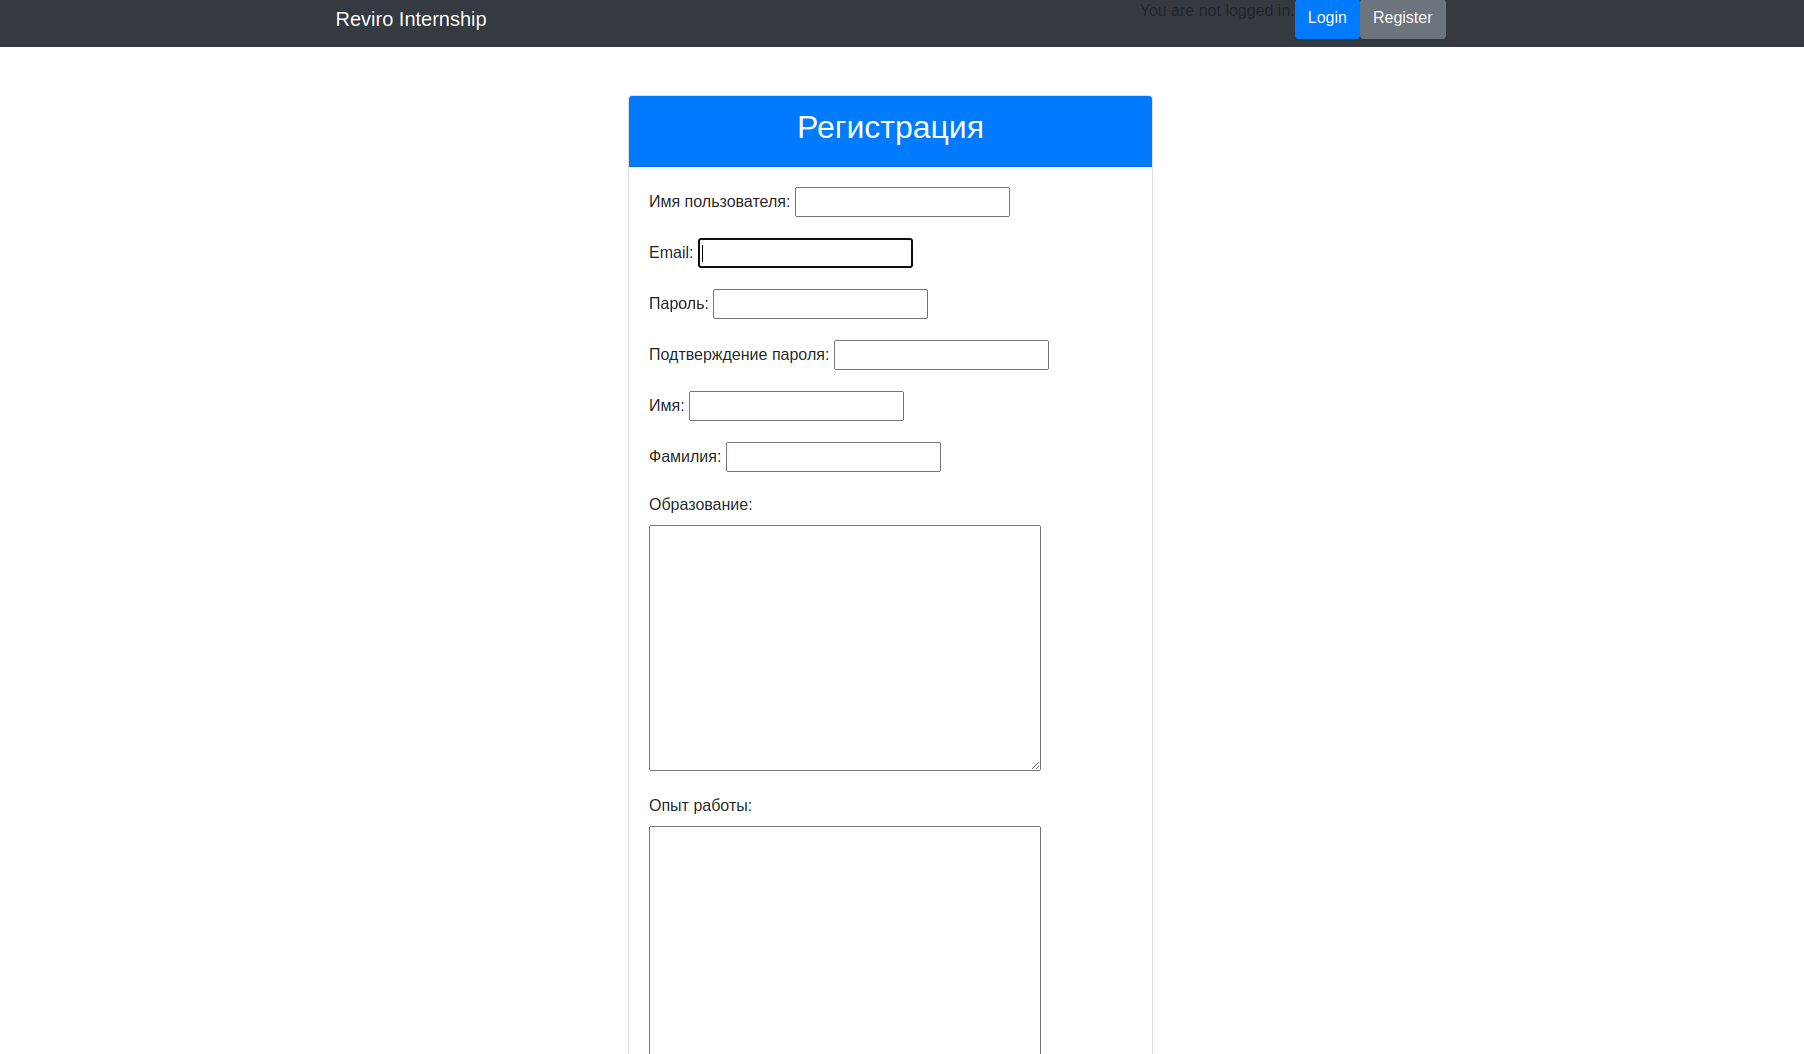 Reviro Internship
You are not logged in.
Login
Register
Регистрация
Имя пользователя:
Email:
Пароль:
Подтверждение пароля:
Имя:
Фамилия:
Образование:
Опыт работы: